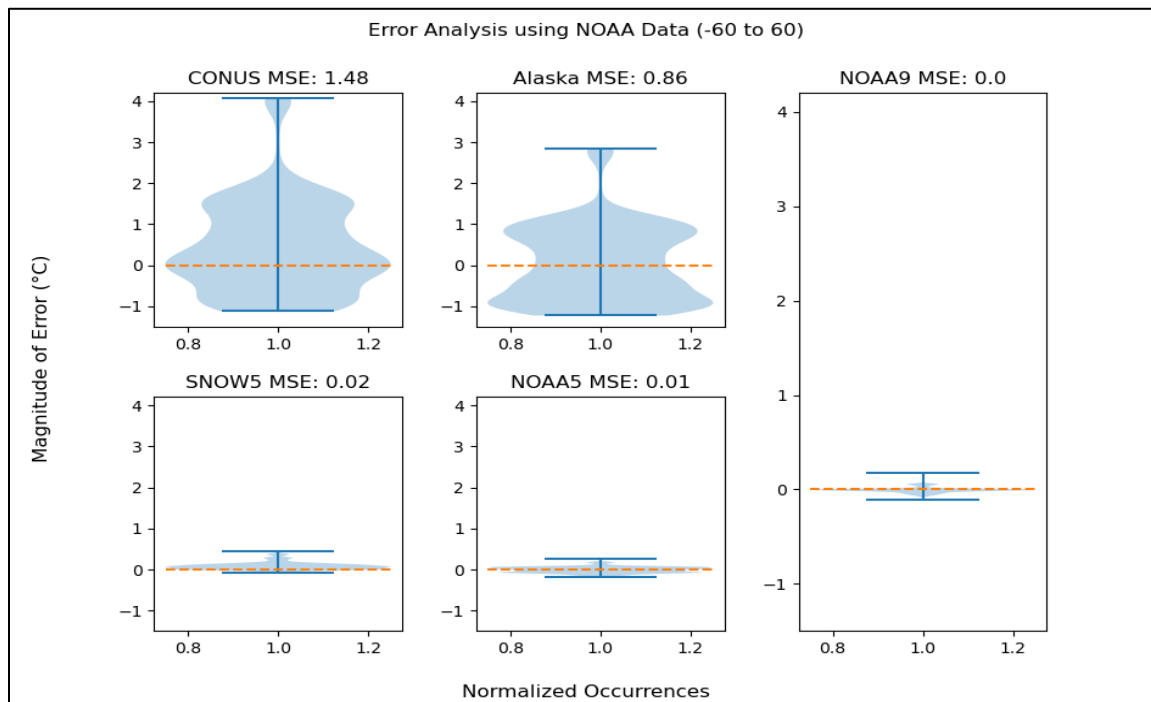 Error Analysis using NOAA Data (-60 to 60)
CONUS MSE: 1.48
4
3
2
1
0
−1
0.8 1.0 1.2
Alaska MSE: 0.86
4
3
2
1
0
−1
0.8 1.0 1.2
NOAA9 MSE: 0.0
4
3
2
1
0
−1
0.8 1.0 1.2
Magnitude of Error (°C)
SNOW5 MSE: 0.02
4
3
2
1
0
−1
0.8 1.0 1.2
NOAA5 MSE: 0.01
4
3
2
1
0
−1
0.8 1.0 1.2
Normalized Occurrences